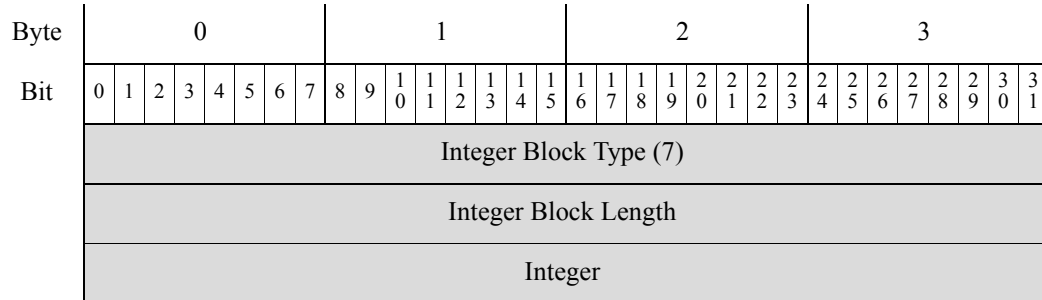 Byte 0 1 2 3
Bit 0 1 2 3 4 5 6 7 8 9 10 11 12 13 14 15 16 17 18 19 20 21 22 23 24 25 26 27 28 29 30 31
Integer Block Type (7)
Integer Block Length
Integer